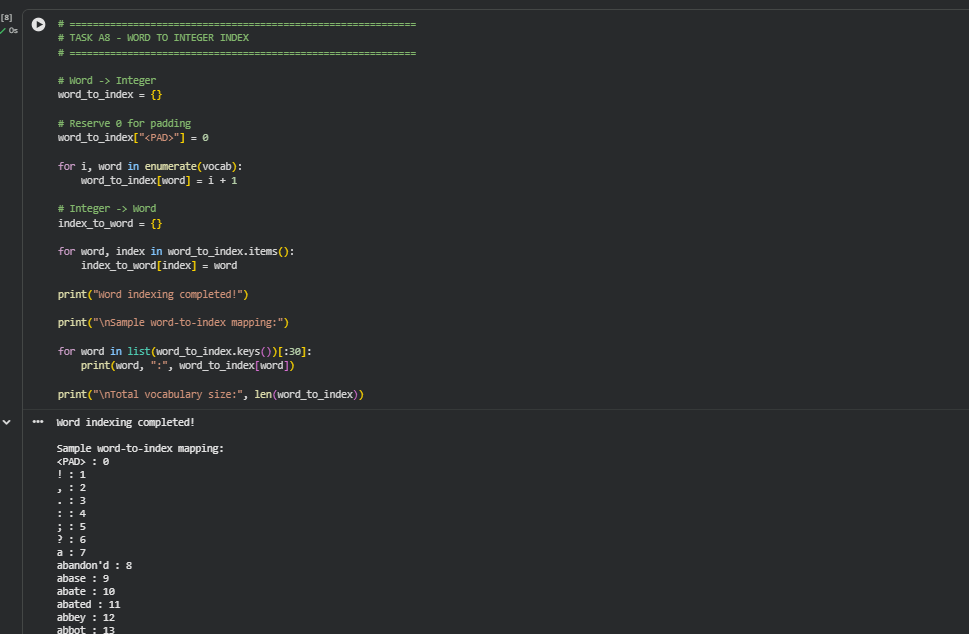 [8]
✓ 0s
# ============================================================
# TASK A8 - WORD TO INTEGER INDEX
# ============================================================
# Word -> Integer
word_to_index = {}
# Reserve 0 for padding
word_to_index["<PAD>"] = 0
for i, word in enumerate(vocab):
    word_to_index[word] = i + 1
# Integer -> Word
index_to_word = {}
for word, index in word_to_index.items():
    index_to_word[index] = word
print("Word indexing completed!")
print("\nSample word-to-index mapping:")
for word in list(word_to_index.keys())[:30]:
    print(word, ":", word_to_index[word])
print("\nTotal vocabulary size:", len(word_to_index))
Word indexing completed!
Sample word-to-index mapping:
<PAD> : 0
! : 1
, : 2
. : 3
: : 4
; : 5
? : 6
a : 7
abandon'd : 8
abase : 9
abate : 10
abated : 11
abbey : 12
abbot : 13